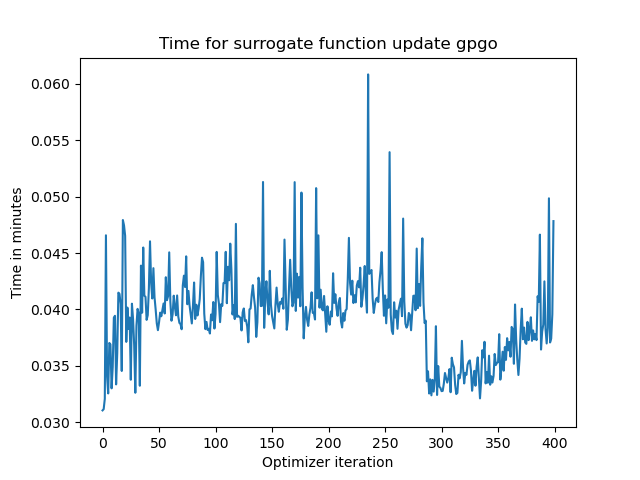 Time for surrogate function update gpgo
0.060
0.055
0.050
0.045
0.040
0.035
0.030
Time in minutes
0 50 100 150 200 250 300 350 400
Optimizer iteration